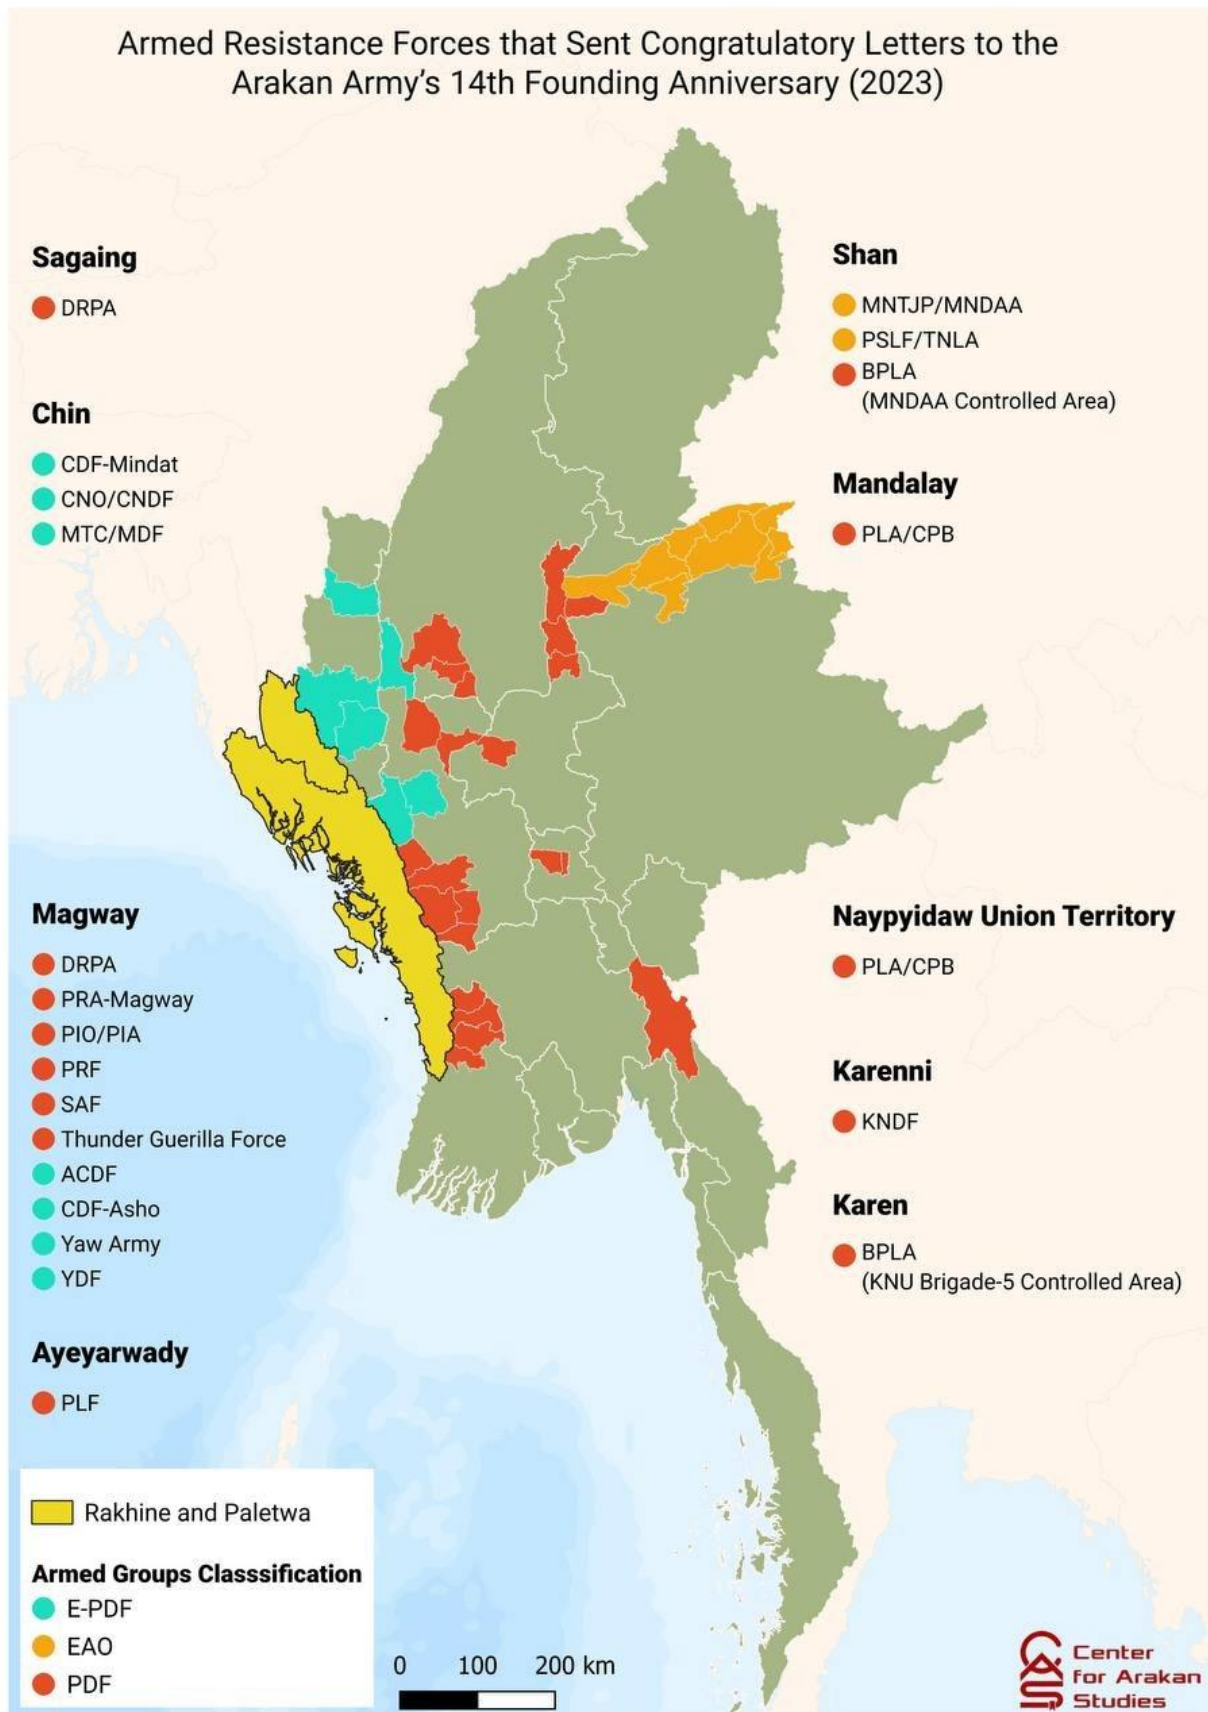 Armed Resistance Forces that Sent Congratulatory Letters to the
Arakan Army's 14th Founding Anniversary (2023)
Sagaing
DRPA
Chin
CDF-Mindat
CNO/CNDF
MTC/MDF
Shan
MNTJP/MNDAA
PSLF/TNLA
BPLA
(MNDAA Controlled Area)
Mandalay
PLA/CPB
Magway
DRPA
PRA-Magway
PIO/PIA
PRF
SAF
Thunder Guerilla Force
ACDF
CDF-Asho
Yaw Army
YDF
Ayeyarwady
PLF
Naypyidaw Union Territory
PLA/CPB
Karenni
KNDF
Karen
BPLA
(KNU Brigade-5 Controlled Area)
Rakhine and Paletwa
Armed Groups Classsification
E-PDF
EAO
PDF
0 100 200 km
CAS
Center
for Arakan
Studies